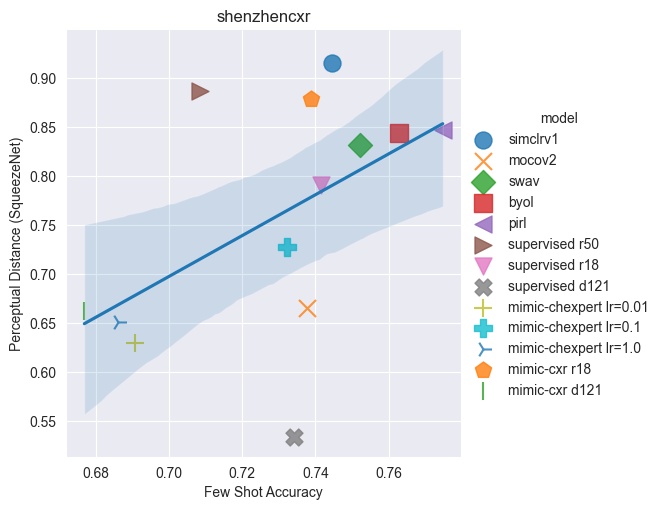 shenzhencxr
0.90
0.85
0.80
0.75
0.70
0.65
0.60
0.55
Perceptual Distance (SqueezeNet)
0.68
0.70
0.72
0.74
0.76
Few Shot Accuracy
model
simclrv1
mocov2
swav
byol
pirl
supervised r50
supervised r18
supervised d121
mimic-chexpert lr=0.01
mimic-chexpert lr=0.1
mimic-chexpert lr=1.0
mimic-cxr r18
mimic-cxr d121